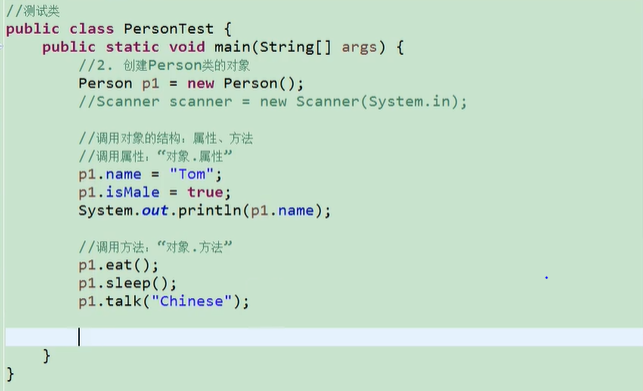 //测试类
public class PersonTest {
    public static void main(String[] args) {
        //2. 创建Person类的对象
        Person p1 = new Person();
        //Scanner scanner = new Scanner(System.in);
        //调用对象的结构：属性、方法
        //调用属性：“对象.属性”
        p1.name = "Tom";
        p1.isMale = true;
        System.out.println(p1.name);
        //调用方法：“对象.方法”
        p1.eat();
        p1.sleep();
        p1.talk("Chinese");
    }
}